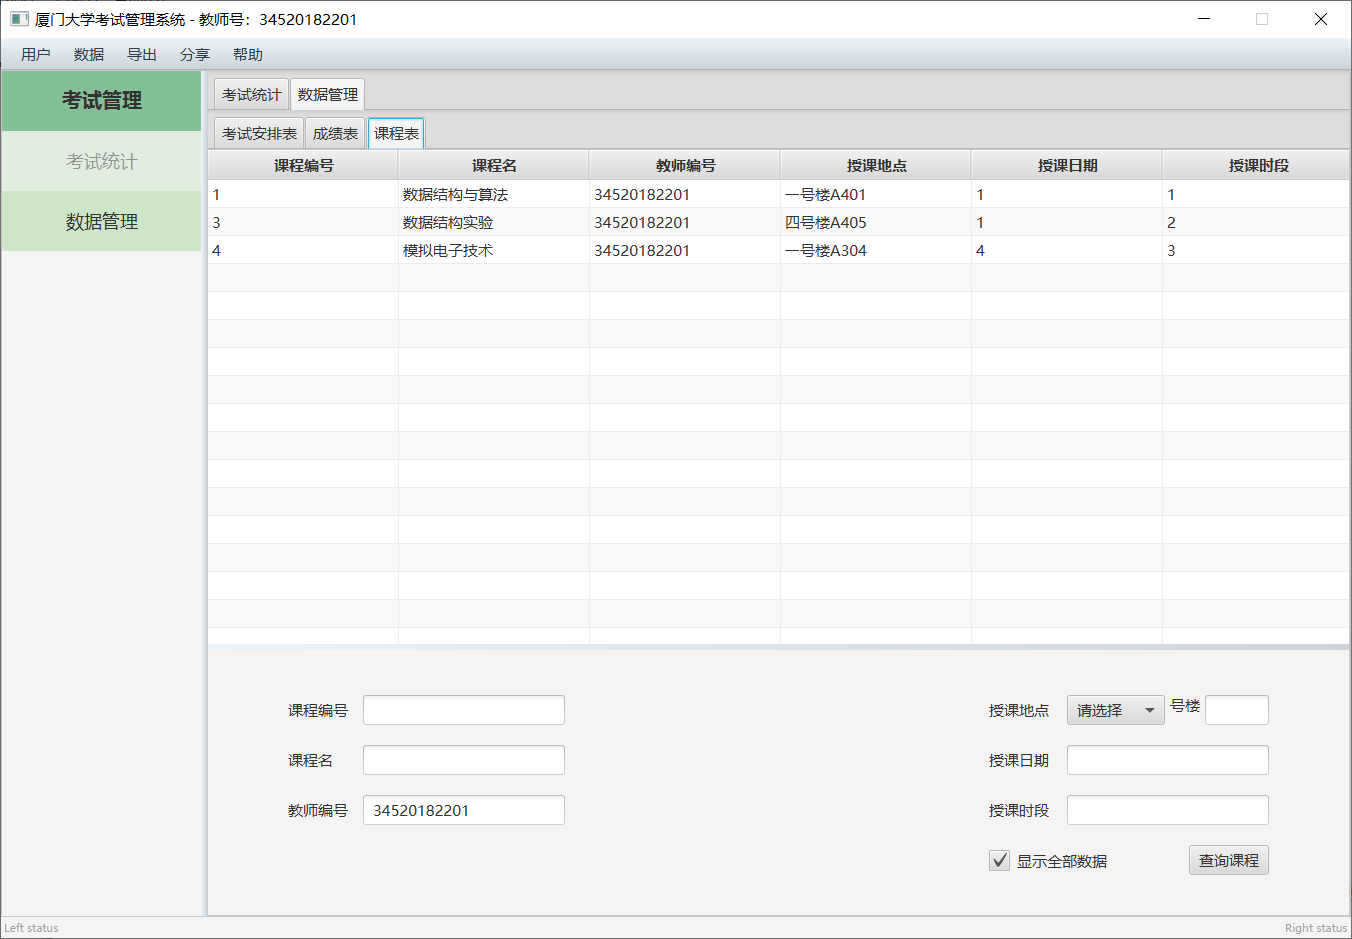 厦门大学考试管理系统 - 教师号：34520182201
用户 数据 导出 分享 帮助
考试管理
考试统计
数据管理
考试统计 数据管理
考试安排表 成绩表 课程表
课程编号 课程名 教师编号 授课地点 授课日期 授课时段
1 数据结构与算法 34520182201 一号楼A401 1 1
3 数据结构实验 34520182201 四号楼A405 1 2
4 模拟电子技术 34520182201 一号楼A304 4 3
课程编号 授课地点 请选择 号楼
课程名 授课日期
教师编号 34520182201 授课时段
显示全部数据 查询课程
Left status Right status